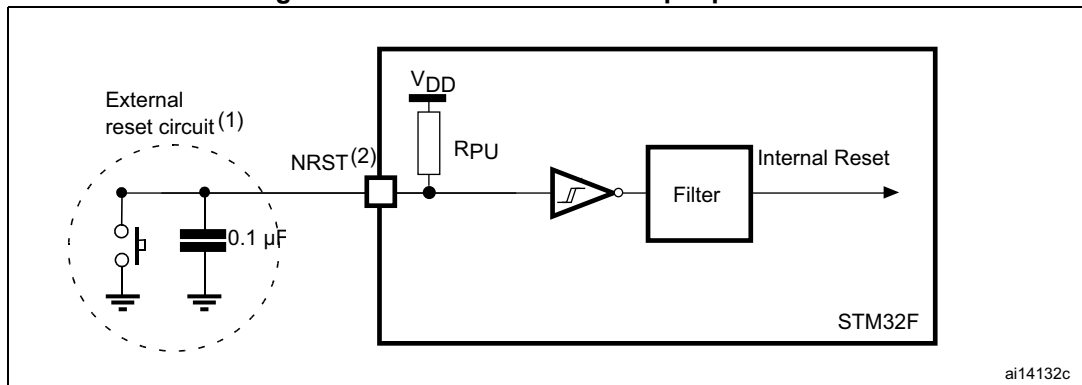 External
reset circuit(1)
VDD
RPU
NRST(2)
Internal Reset
Filter
0.1 µF
STM32F
ai14132c